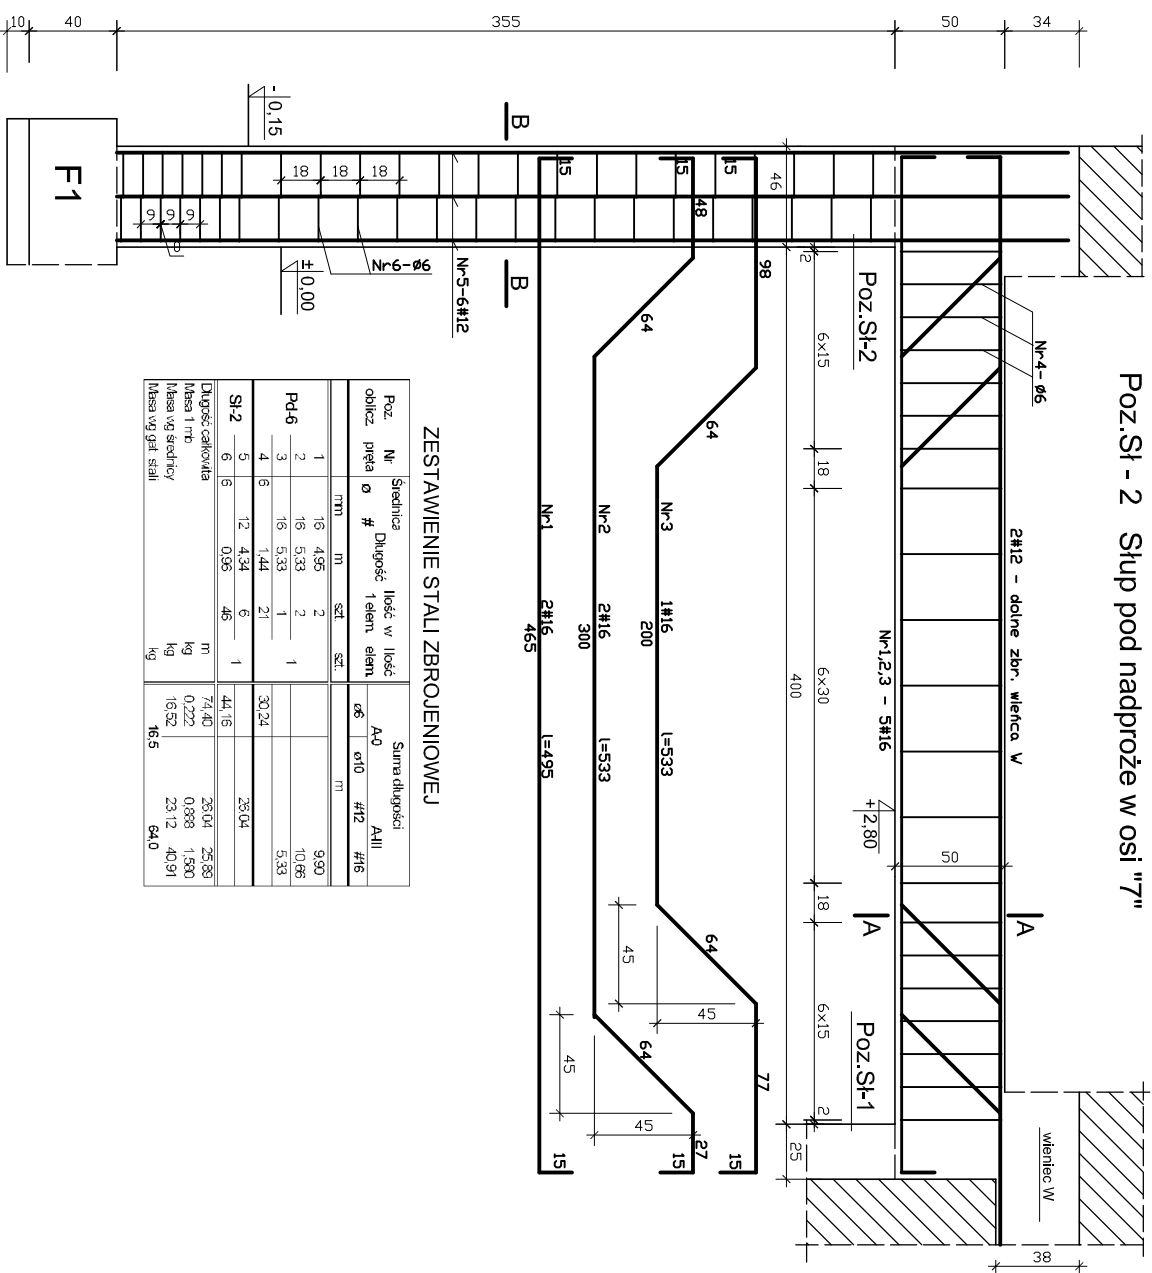 Poz.Sł - 2 Słup pod nadproże w osi "7"
10
40
355
50
34
- 0,15
B
B
F1
18
18
18
9
9
9
± 0,00
Nr6-ø6
Nr5-6#12
46
2
6×15
18
6×30
18
6×15
2
400
25
Poz.Sł-2
Poz.Sł-1
Nr4- ø6
2#12 - dolne zbr. wieńca W
Nr1,2,3 - 5#16
+ 2,80
50
A
A
wieniec W
38
15
98
64
Nr3
1#16
200
l=533
64
45
45
77
15
15
48
64
Nr2
2#16
300
l=533
64
45
45
27
15
15
Nr1
2#16
465
l=495
15
ZESTAWIENIE STALI ZBROJENIOWEJ
Poz. oblicz. Nr pręta Średnica ø # Długość 1 elem. Ilość w elem. Ilość Suma długości
A-0 A-III
mm m szt. szt. ø6 ø10 #12 #16
m
Pd-6 1 16 4,95 2 1 9,90
2 16 5,33 2 10,66
3 16 5,33 1 5,33
4 6 1,44 21 30,24
Sł-2 5 12 4,34 6 1 26,04
6 6 0,96 46 44,16
Długość całkowita m 74,40 26,04 25,89
Masa 1 mb kg 0,222 0,888 1,580
Masa wg średnicy kg 16,52 23,12 40,91
Masa wg gat. stali kg 16,5 64,0